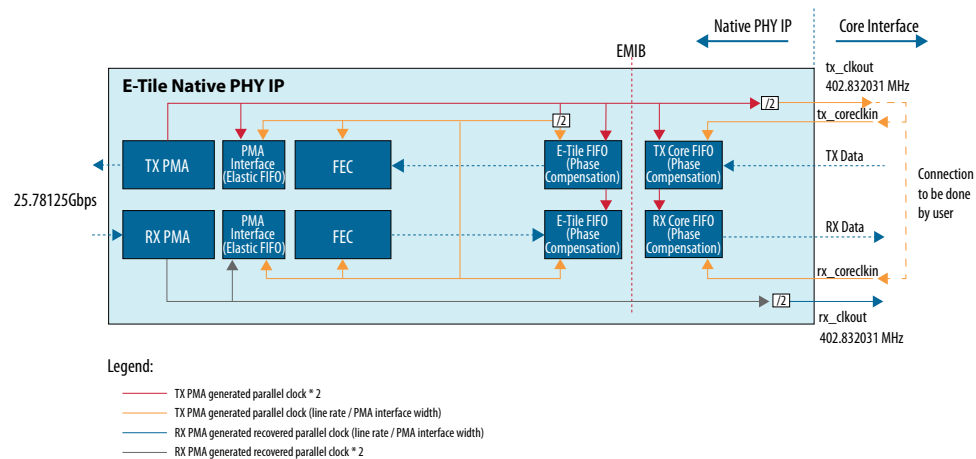 Native PHY IP
Core Interface
EMIB
E-Tile Native PHY IP
tx_clkout
402.832031 MHz
/2
tx_coreclkin
/2
TX PMA
PMA
Interface
(Elastic FIFO)
FEC
E-Tile FIFO
(Phase
Compensation)
TX Core FIFO
(Phase
Compensation)
TX Data
Connection
to be done
by user
25.78125Gbps
RX PMA
PMA
Interface
(Elastic FIFO)
FEC
E-Tile FIFO
(Phase
Compensation)
RX Core FIFO
(Phase
Compensation)
RX Data
rx_coreclkin
/2
rx_clkout
402.832031 MHz
Legend:
TX PMA generated parallel clock * 2
TX PMA generated parallel clock (line rate / PMA interface width)
RX PMA generated recovered parallel clock (line rate / PMA interface width)
RX PMA generated recovered parallel clock * 2